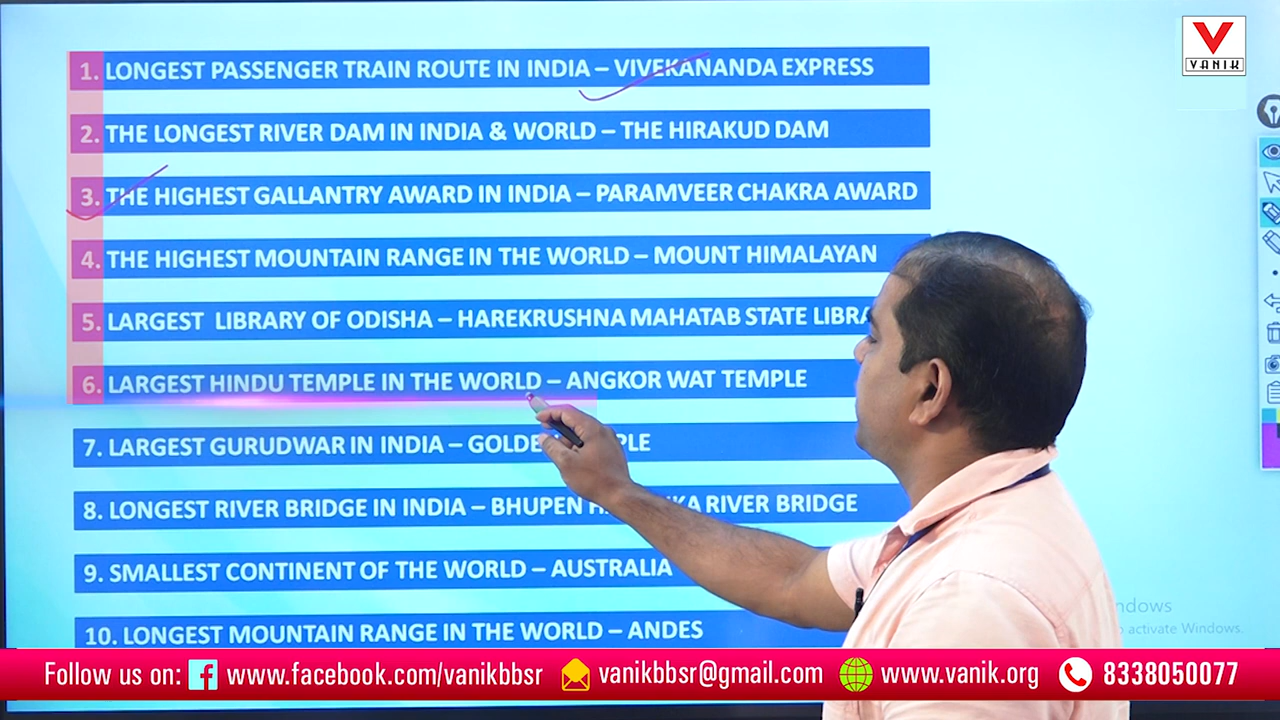 VANIK
1. LONGEST PASSENGER TRAIN ROUTE IN INDIA – VIVEKANANDA EXPRESS
2. THE LONGEST RIVER DAM IN INDIA & WORLD – THE HIRAKUD DAM
3. THE HIGHEST GALLANTRY AWARD IN INDIA – PARAMVEER CHAKRA AWARD
4. THE HIGHEST MOUNTAIN RANGE IN THE WORLD – MOUNT HIMALAYAN
5. LARGEST LIBRARY OF ODISHA – HAREKRUSHNA MAHATAB STATE
6. LARGEST HINDU TEMPLE IN THE WORLD – ANGKOR WAT TEMPLE
7. LARGEST GURUDWAR IN INDIA –
8. LONGEST RIVER BRIDGE IN INDIA – BHUPEN RIVER BRIDGE
9. SMALLEST CONTINENT OF THE WORLD – AUSTRALIA
10. LONGEST MOUNTAIN RANGE IN THE WORLD – ANDES
activate Windows.
Follow us on: www.facebook.com/vanikbbsr vanikbbsr@gmail.com www.vanik.org 8338050077